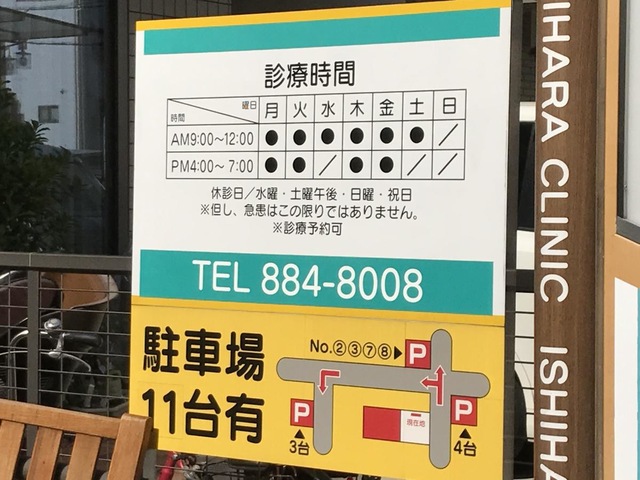 診療時間
時間 曜日 月 火 水 木 金 土 日
AM9:00〜12:00 ● ● ● ● ● ● ／
PM4:00〜 7:00 ● ● ／ ● ● ／ ／
休診日／水曜・土曜午後・日曜・祝日
※但し、急患はこの限りではありません。
※診療予約可
TEL 884-8008
駐車場
11台有
No.②③⑦⑧▶ P
P
▲
3台
現在地
P
▲
4台
IHARA CLINIC ISHIHA